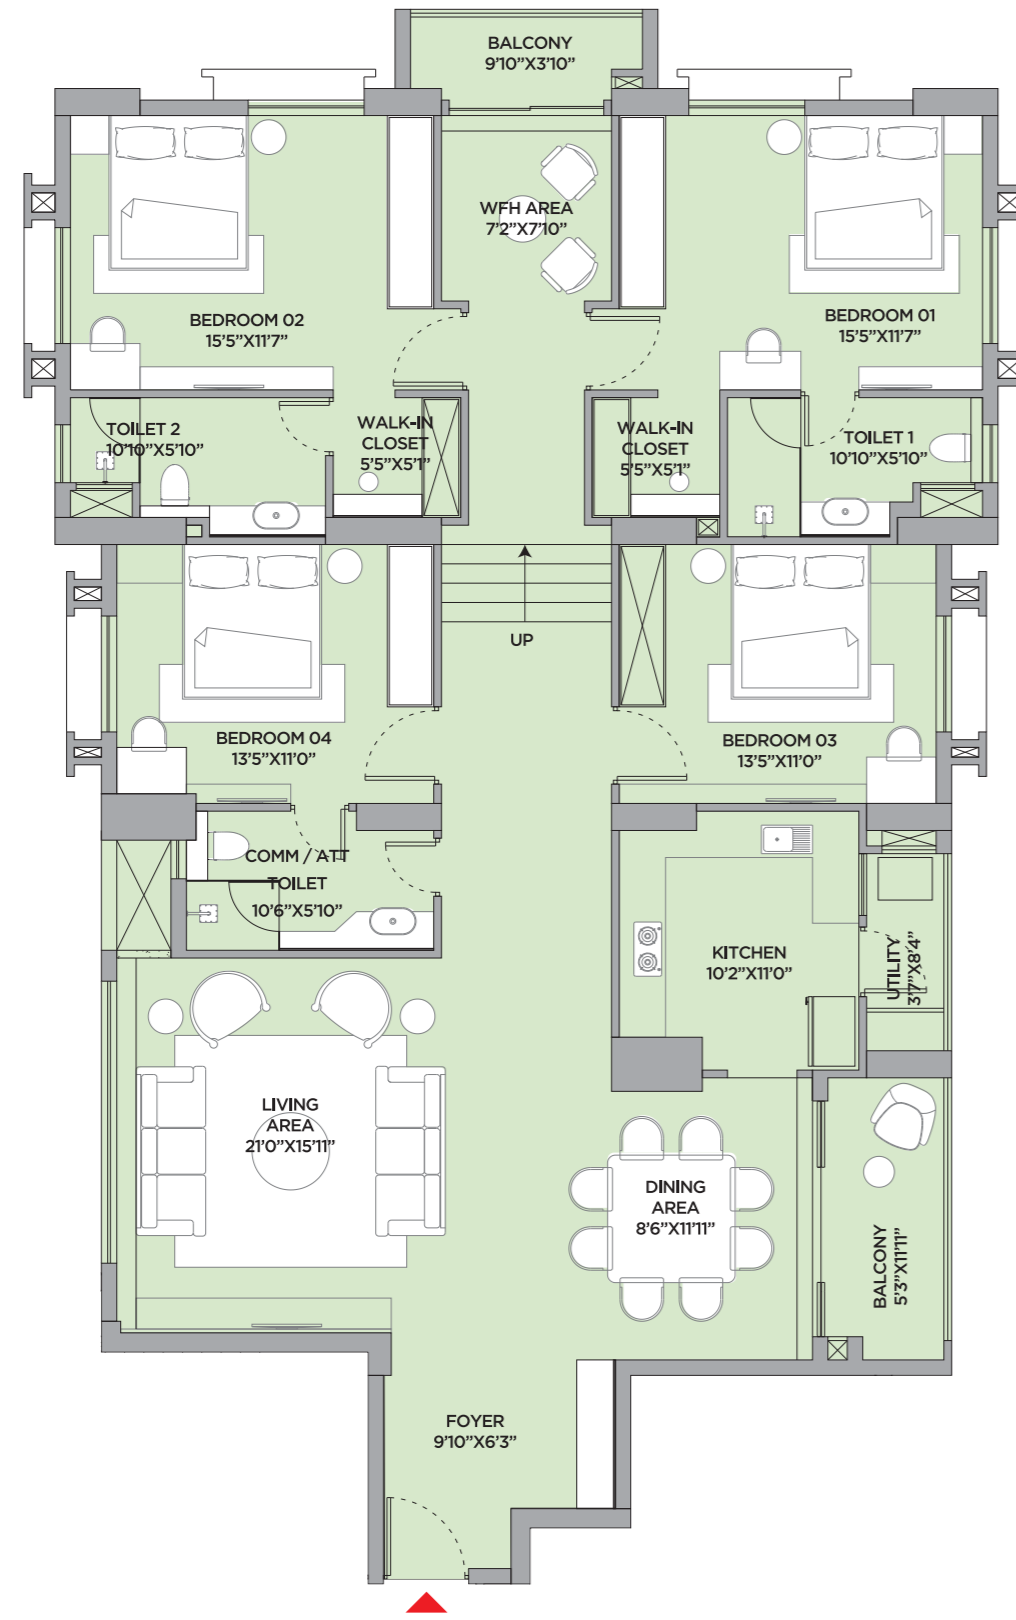 BALCONY
9'10”X3'10”
WFH AREA
7'2”X7'10”
BEDROOM 02
15'5”X11'7”
BEDROOM 01
15'5”X11'7”
TOILET 2
10'10”X5'10”
WALK-IN
CLOSET
5'5”X5'1”
WALK-IN
CLOSET
5'5”X5'1”
TOILET 1
10'10”X5'10”
UP
BEDROOM 04
13'5”X11'0”
BEDROOM 03
13'5”X11'0”
COMM / ATT
TOILET
10'6”X5'10”
KITCHEN
10'2”X11'0”
UTILITY
3'7”X8'4”
LIVING
AREA
21'0”X15'11”
DINING
AREA
8'6”X11'11”
BALCONY
5'3”X11'11”
FOYER
9'10”X6'3”